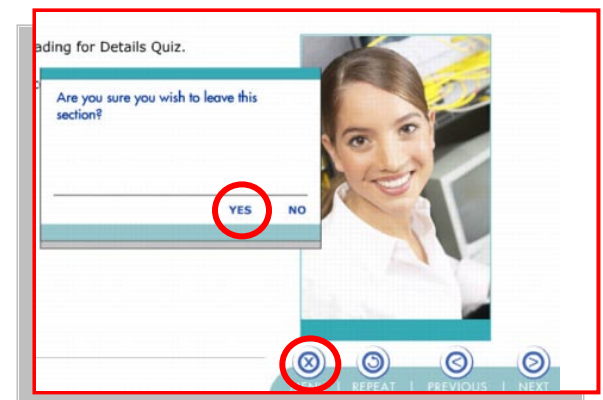 ading for Details Quiz.
Are you sure you wish to leave this
section?
YES NO
REPEAT | PREVIOUS | NEXT